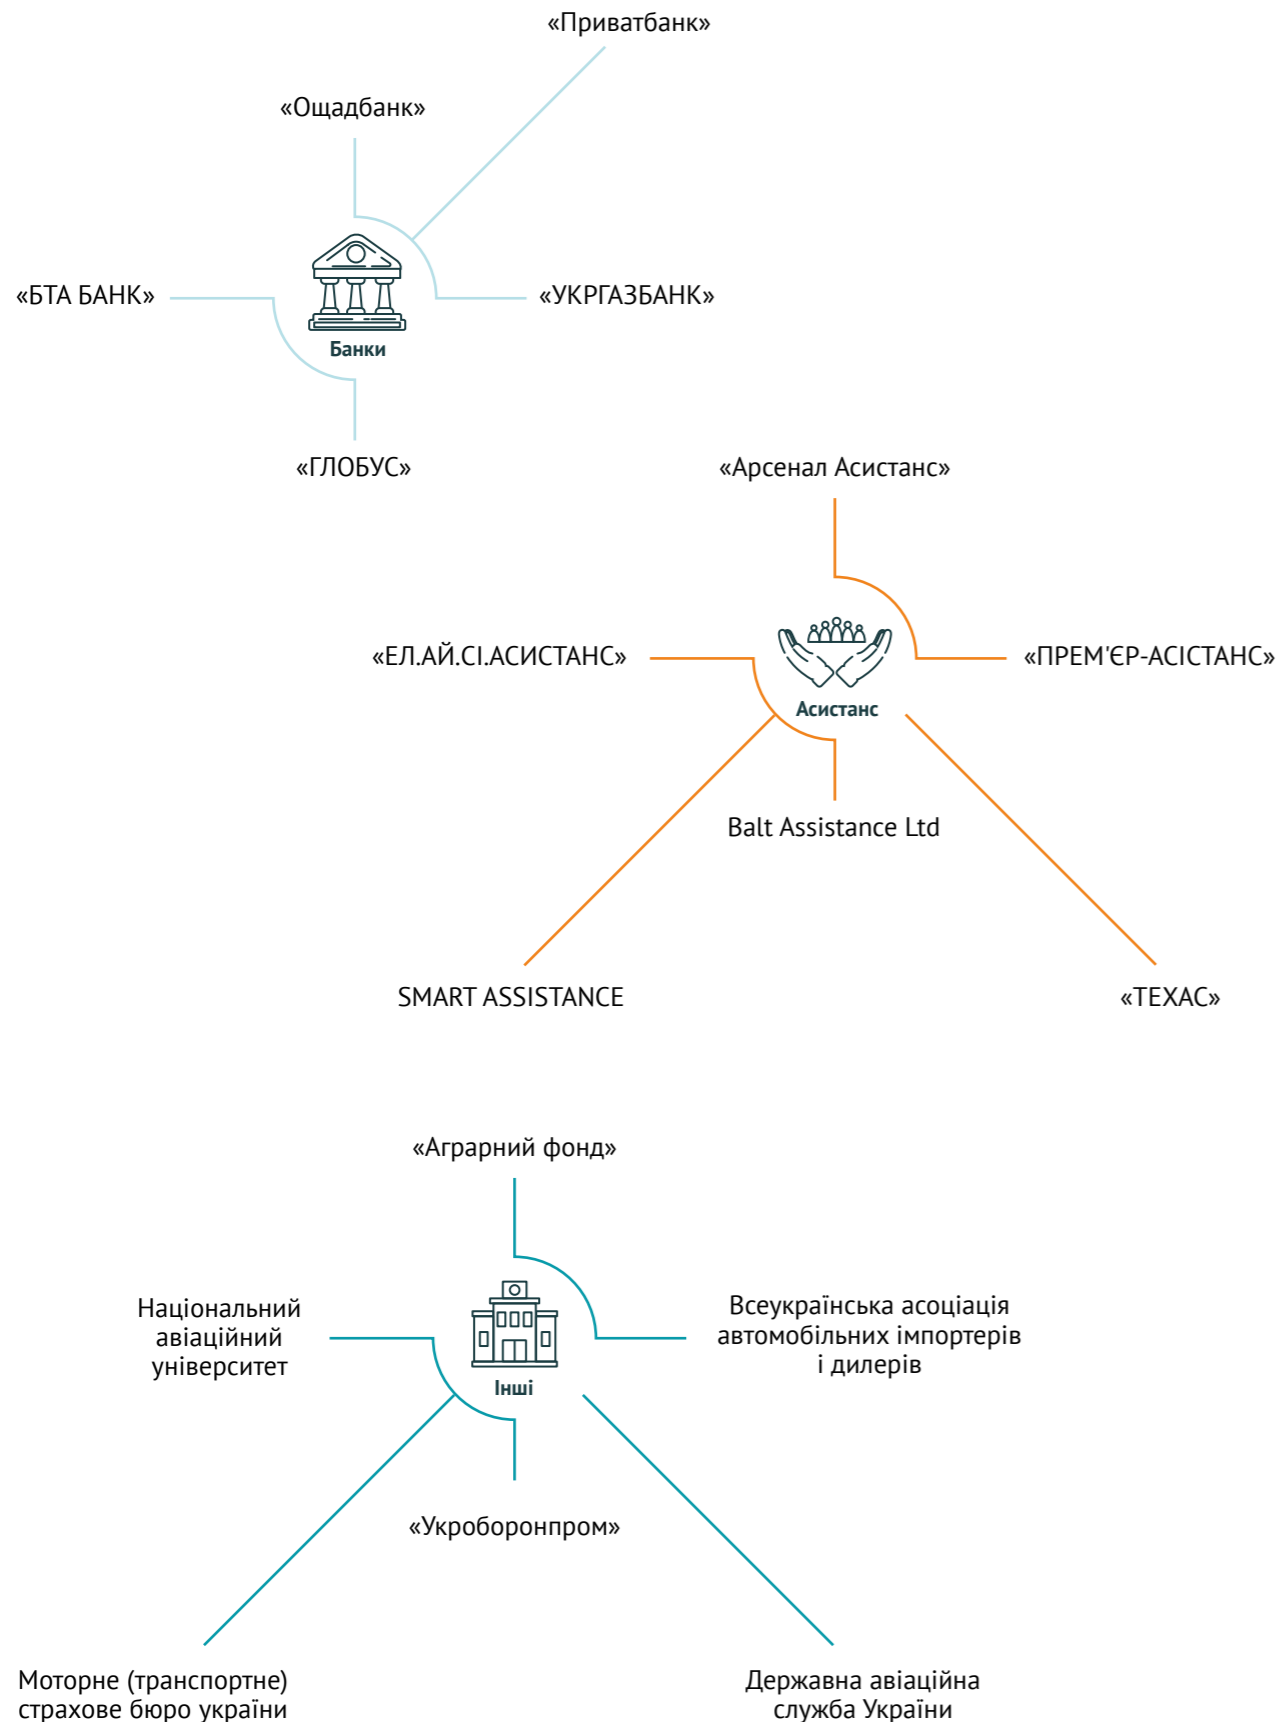 «Приватбанк»
«Ощадбанк»
«БТА БАНК»
«УКРГАЗБАНК»
Банки
«ГЛОБУС»
«Арсенал Асистанс»
«ЕЛ.АЙ.СІ.АСИСТАНС»
«ПРЕМ'ЄР-АСІСТАНС»
Асистанс
Balt Assistance Ltd
SMART ASSISTANCE
«ТЕХАС»
«Аграрний фонд»
Національний
авіаційний
університет
Всеукраїнська асоціація
автомобільних імпортерів
і дилерів
Інші
«Укроборонпром»
Моторне (транспортне)
страхове бюро україни
Державна авіаційна
служба України